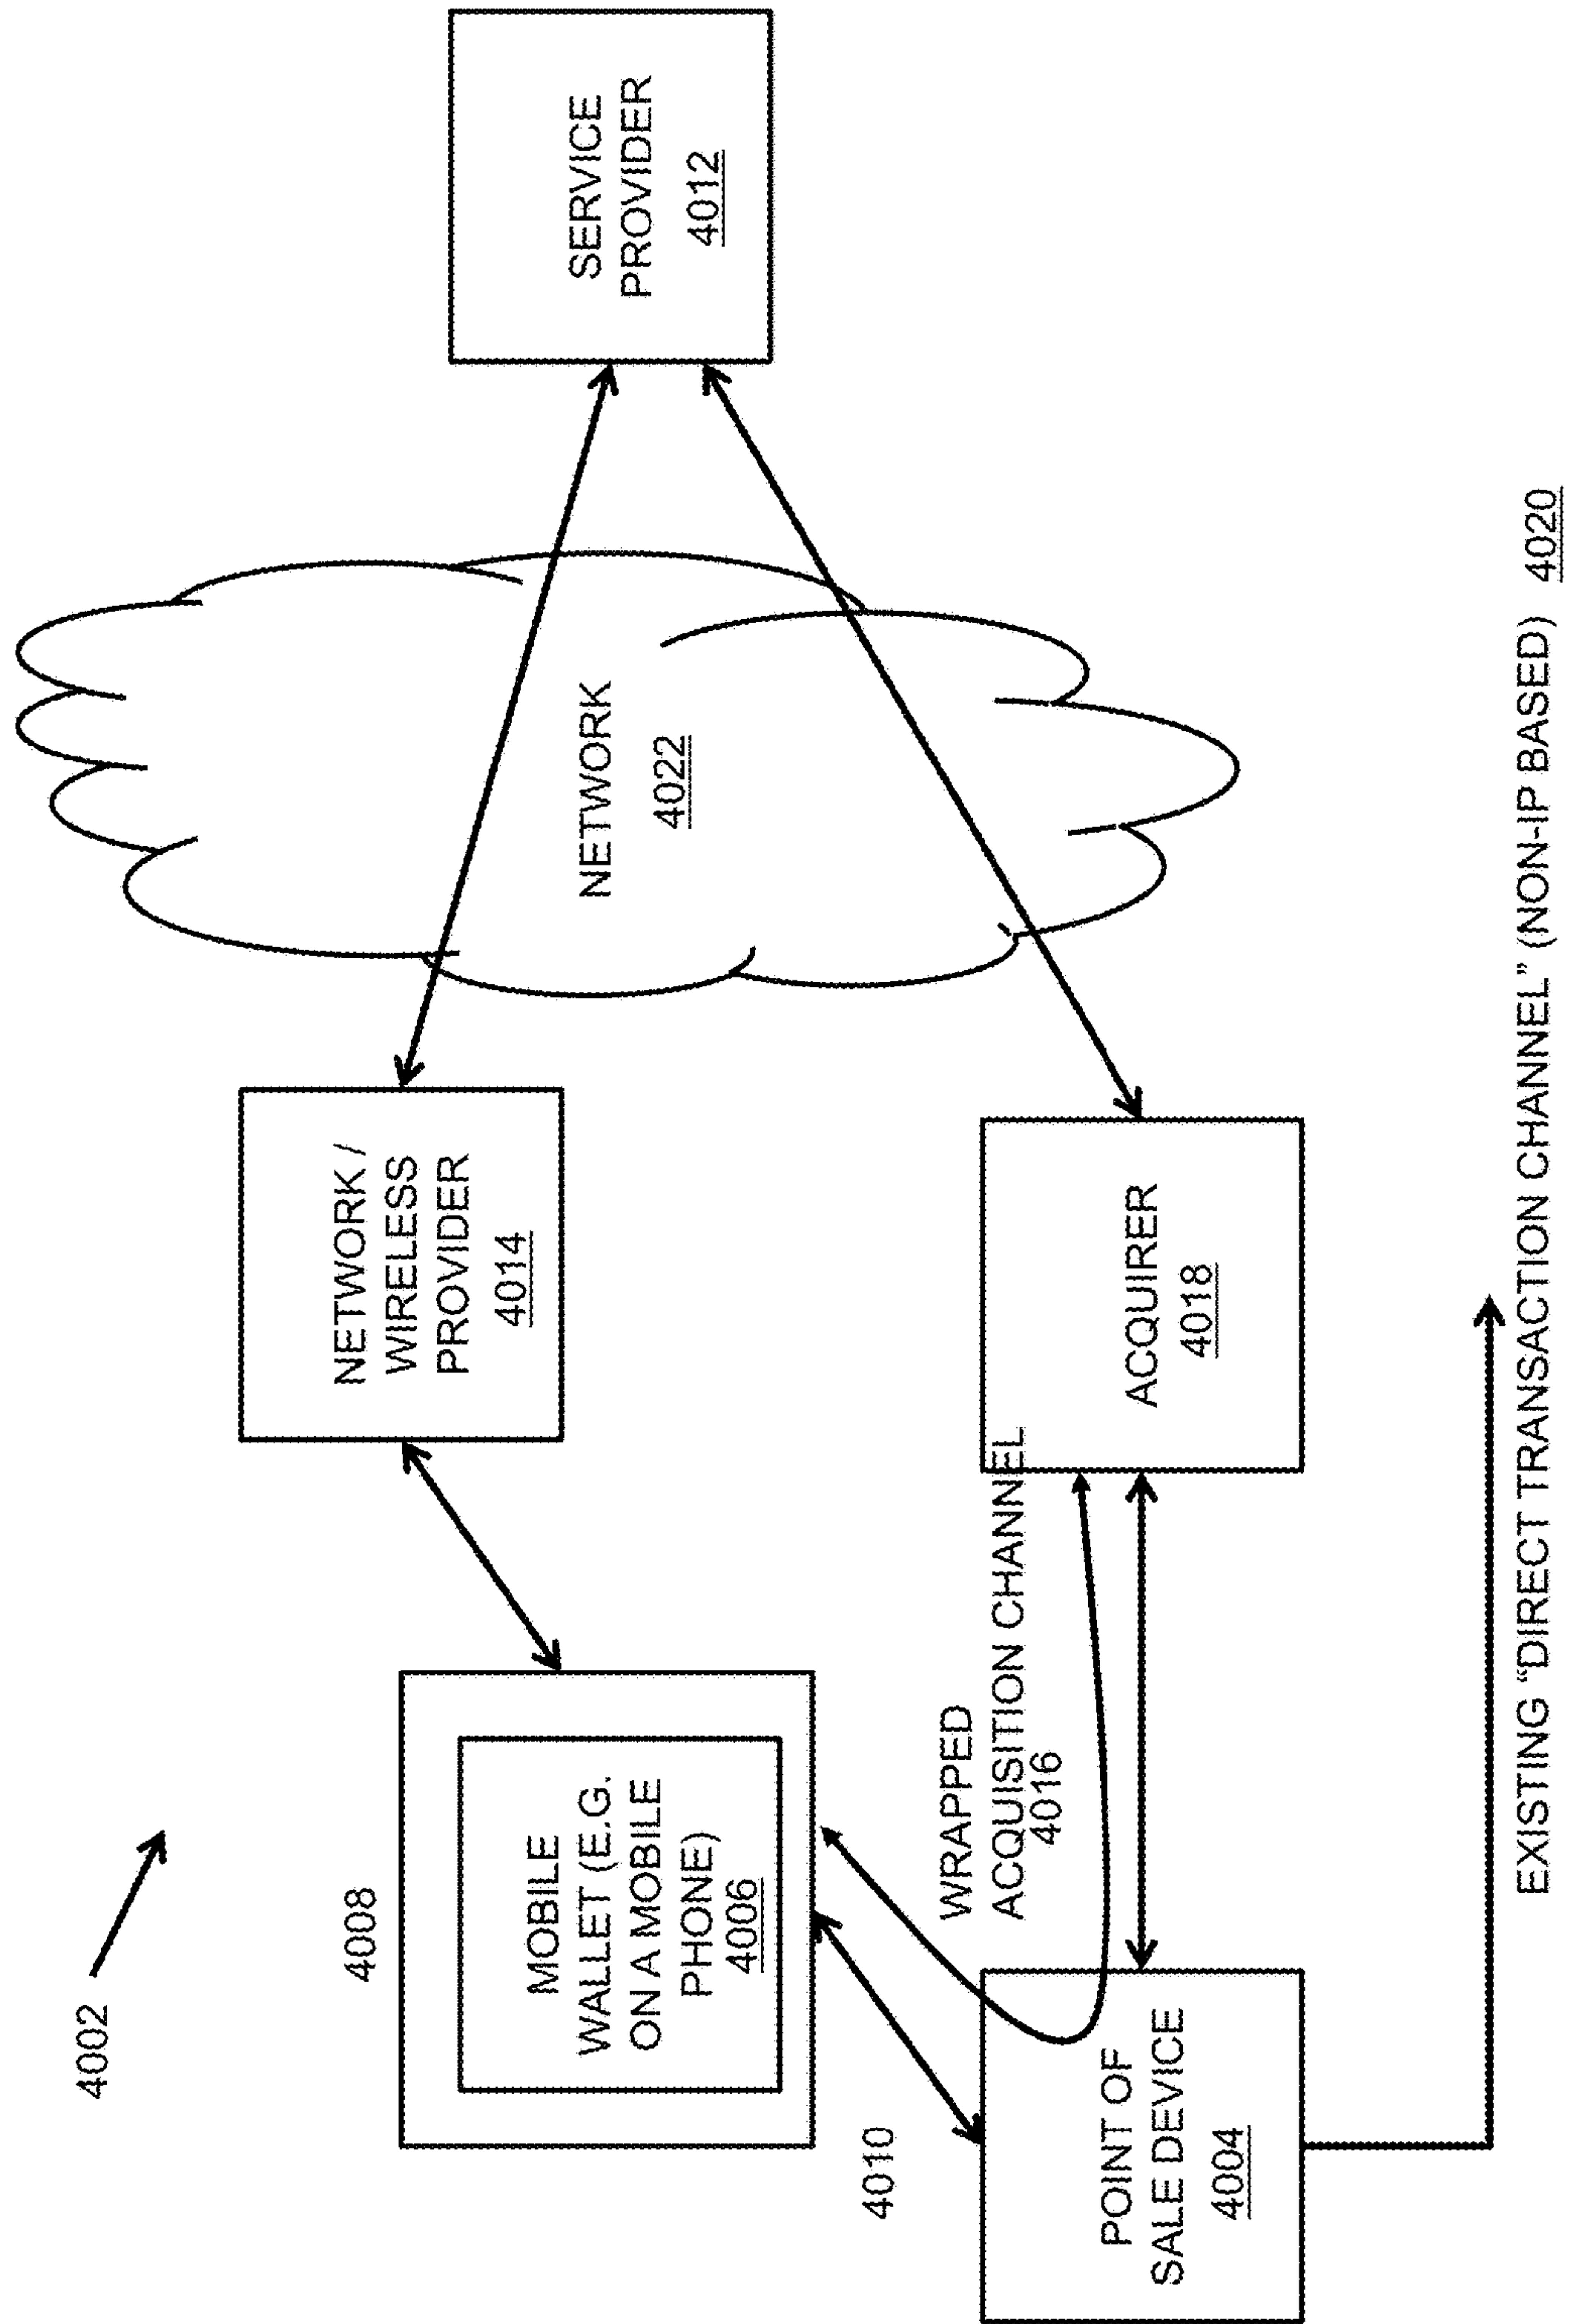 4002
4008
MOBILE
WALLET (E.G.
ON A MOBILE
PHONE)
4006
NETWORK /
WIRELESS
PROVIDER
4014
NETWORK
4022
SERVICE
PROVIDER
4012
4010
POINT OF
SALE DEVICE
4004
WRAPPED
ACQUISITION CHANNEL
4016
ACQUIRER
4018
EXISTING “DIRECT TRANSACTION CHANNEL” (NON-IP BASED) 4020